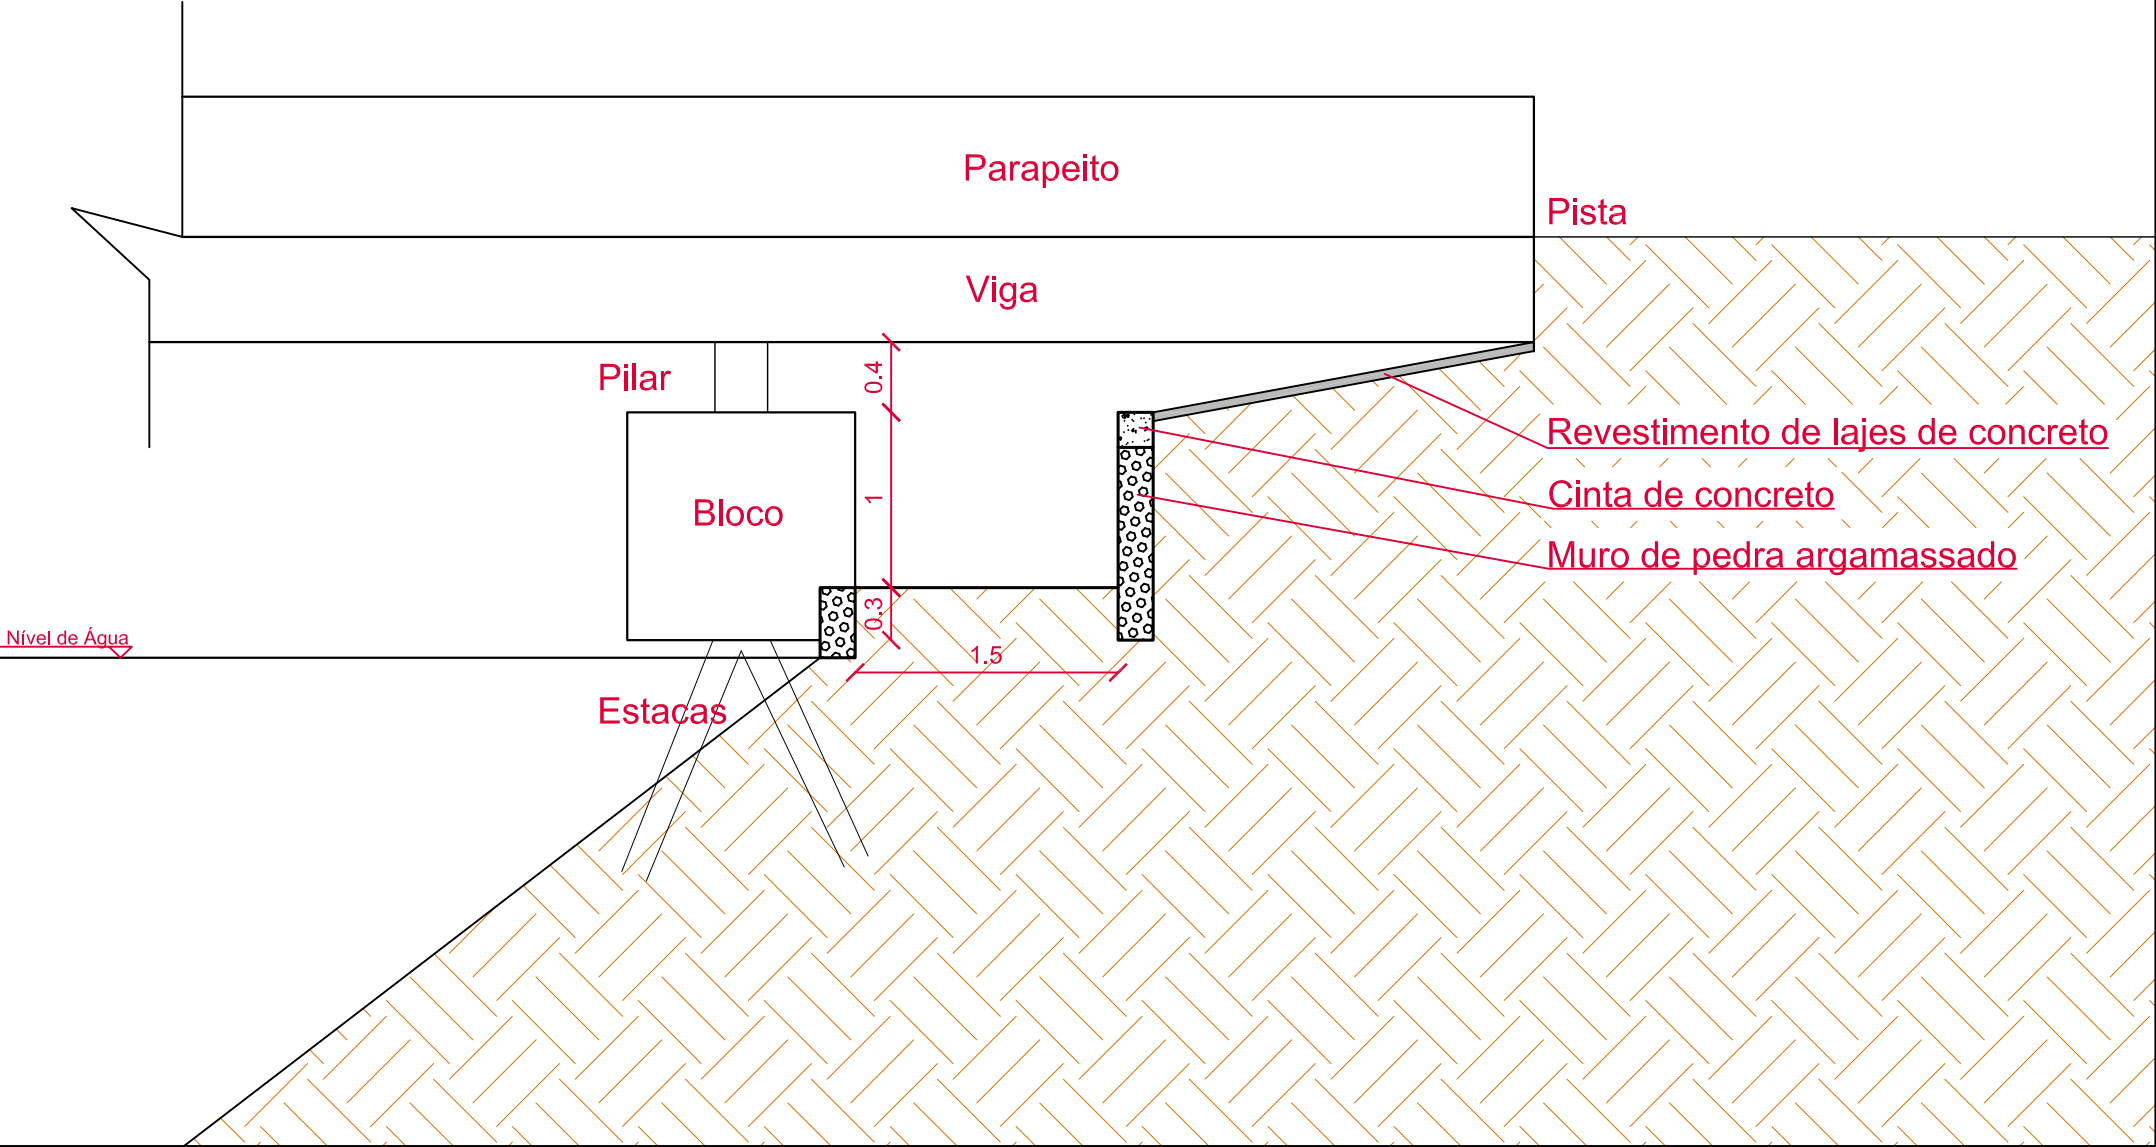 Parapeito
Pista
Viga
Pilar
0.4
Revestimento de lajes de concreto
Cinta de concreto
1
Bloco
Muro de pedra argamassado
0.3
Nível de Água
1.5
Estacas